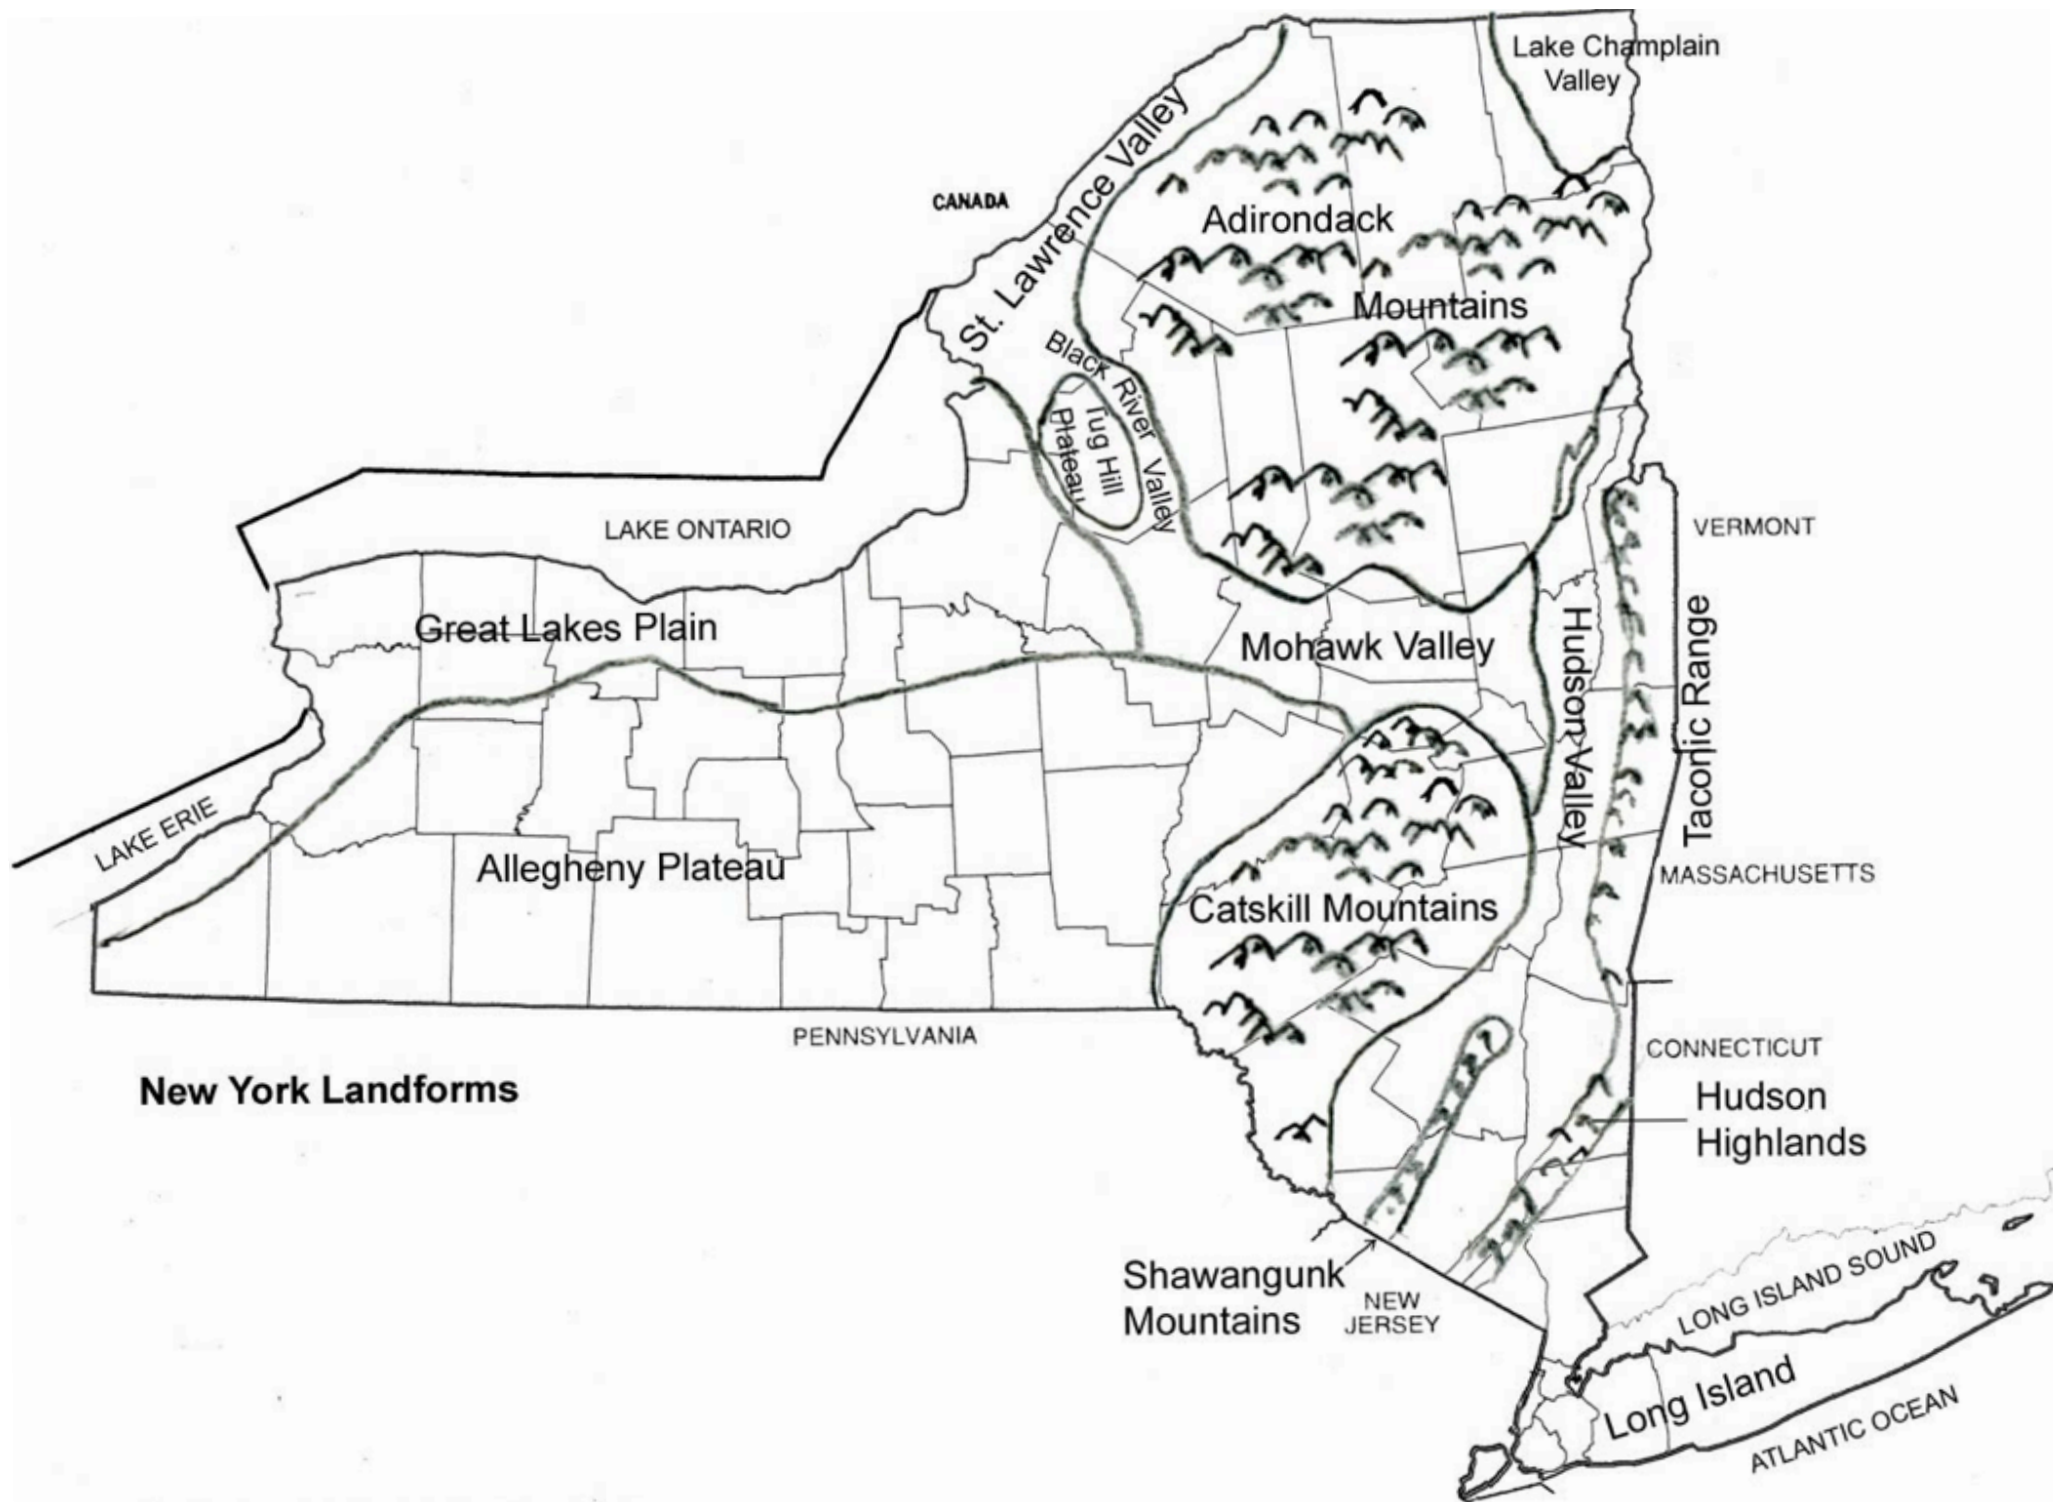 Lake Champlain
Valley
St. Lawrence Valley
CANADA
Adirondack
Mountains
Black River Valley
Tug Hill
Plateau
LAKE ONTARIO
VERMONT
Great Lakes Plain
Mohawk Valley
Hudson Valley
Taconic Range
LAKE ERIE
Allegheny Plateau
MASSACHUSETTS
Catskill Mountains
PENNSYLVANIA
CONNECTICUT
New York Landforms
Hudson
Highlands
Shawangunk
Mountains
NEW
JERSEY
LONG ISLAND SOUND
Long Island
ATLANTIC OCEAN